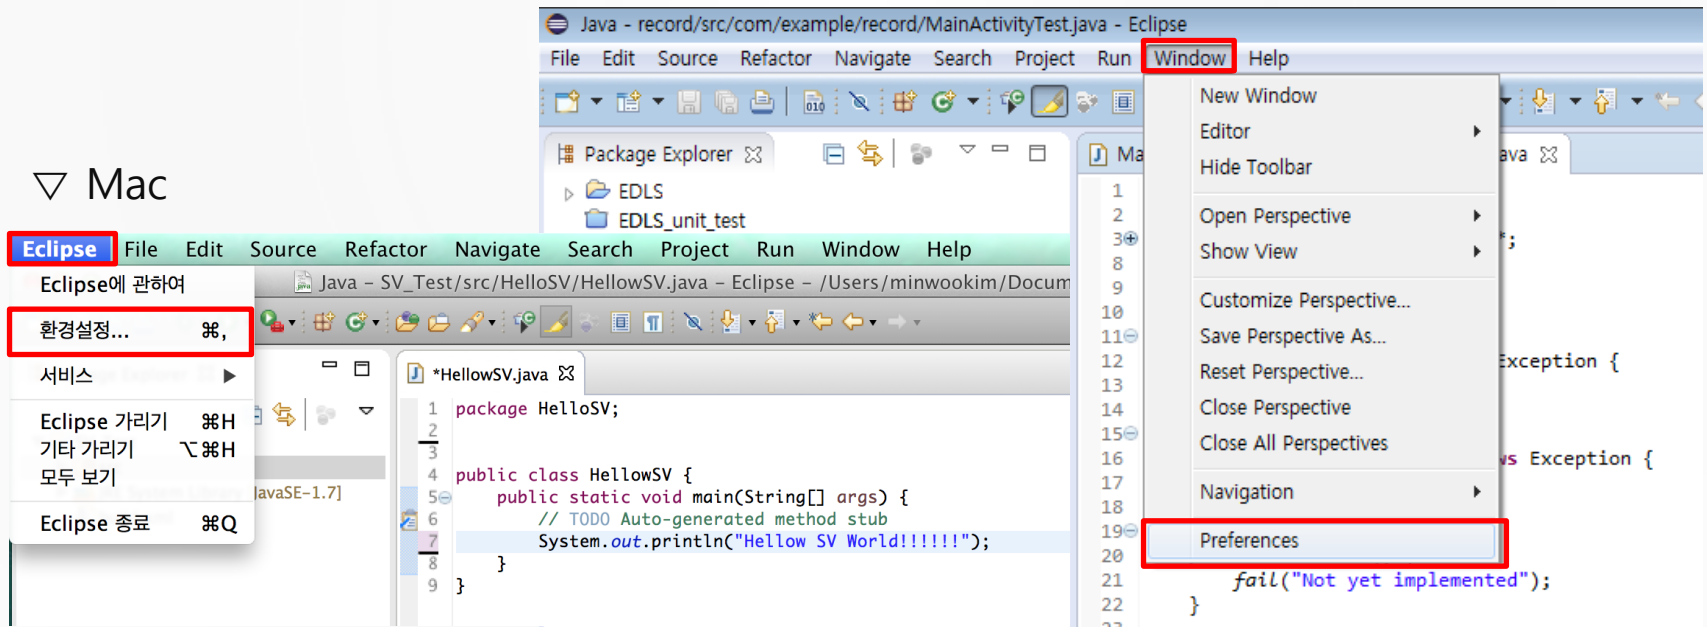 Java - record/src/com/example/record/MainActivityTest.java - Eclipse
File Edit Source Refactor Navigate Search Project Run Window Help
New Window
Editor
Hide Toolbar
Open Perspective
Show View
Customize Perspective...
Save Perspective As...
Reset Perspective...
Close Perspective
Close All Perspectives
Navigation
Preferences
Package Explorer
EDLS
EDLS_unit_test
Ma
ava
1
2
3 *;
8
9
10
11
12 Exception {
13
14
15
16 ws Exception {
17
18
19
20
21 fail("Not yet implemented");
22 }
▽ Mac
Eclipse File Edit Source Refactor Navigate Search Project Run Window Help
Java – SV_Test/src/HelloSV/HellowSV.java – Eclipse – /Users/minwookim/Docum
Eclipse에 관하여
환경설정... ⌘,
서비스 ▶
Eclipse 가리기 ⌘H
기타 가리기 ⌥⌘H
모두 보기
Eclipse 종료 ⌘Q
JavaSE-1.7]
*HellowSV.java
1 package HelloSV;
2
3
4 public class HellowSV {
5 public static void main(String[] args) {
6 // TODO Auto-generated method stub
7 System.out.println("Hellow SV World!!!!!!");
8 }
9 }